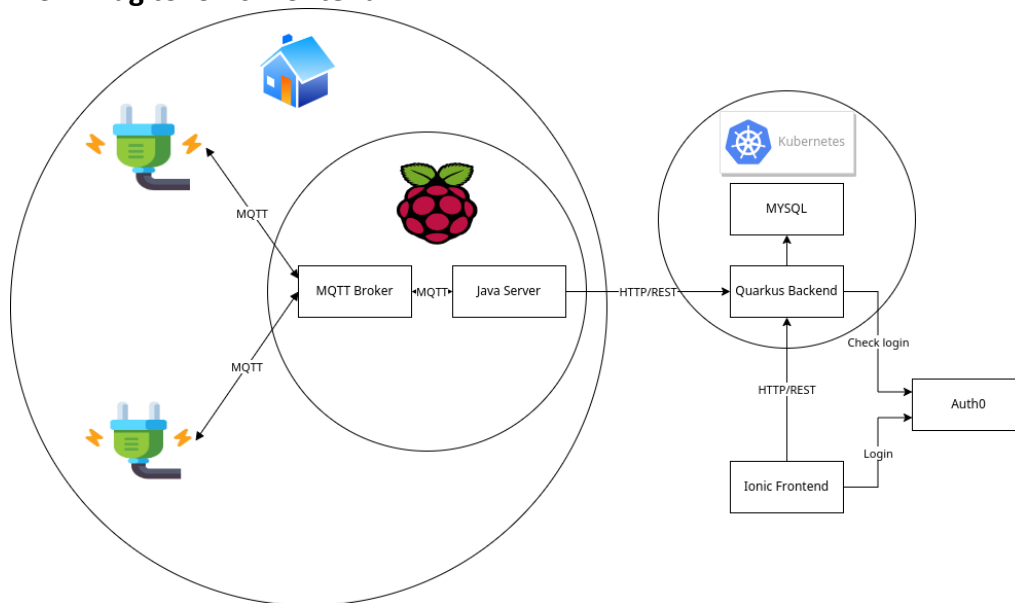 Kubernetes
MYSQL
MQTT
MQTT Broker
MQTT
Java Server
HTTP/REST
Quarkus Backend
Check login
MQTT
HTTP/REST
Auth0
Login
Ionic Frontend